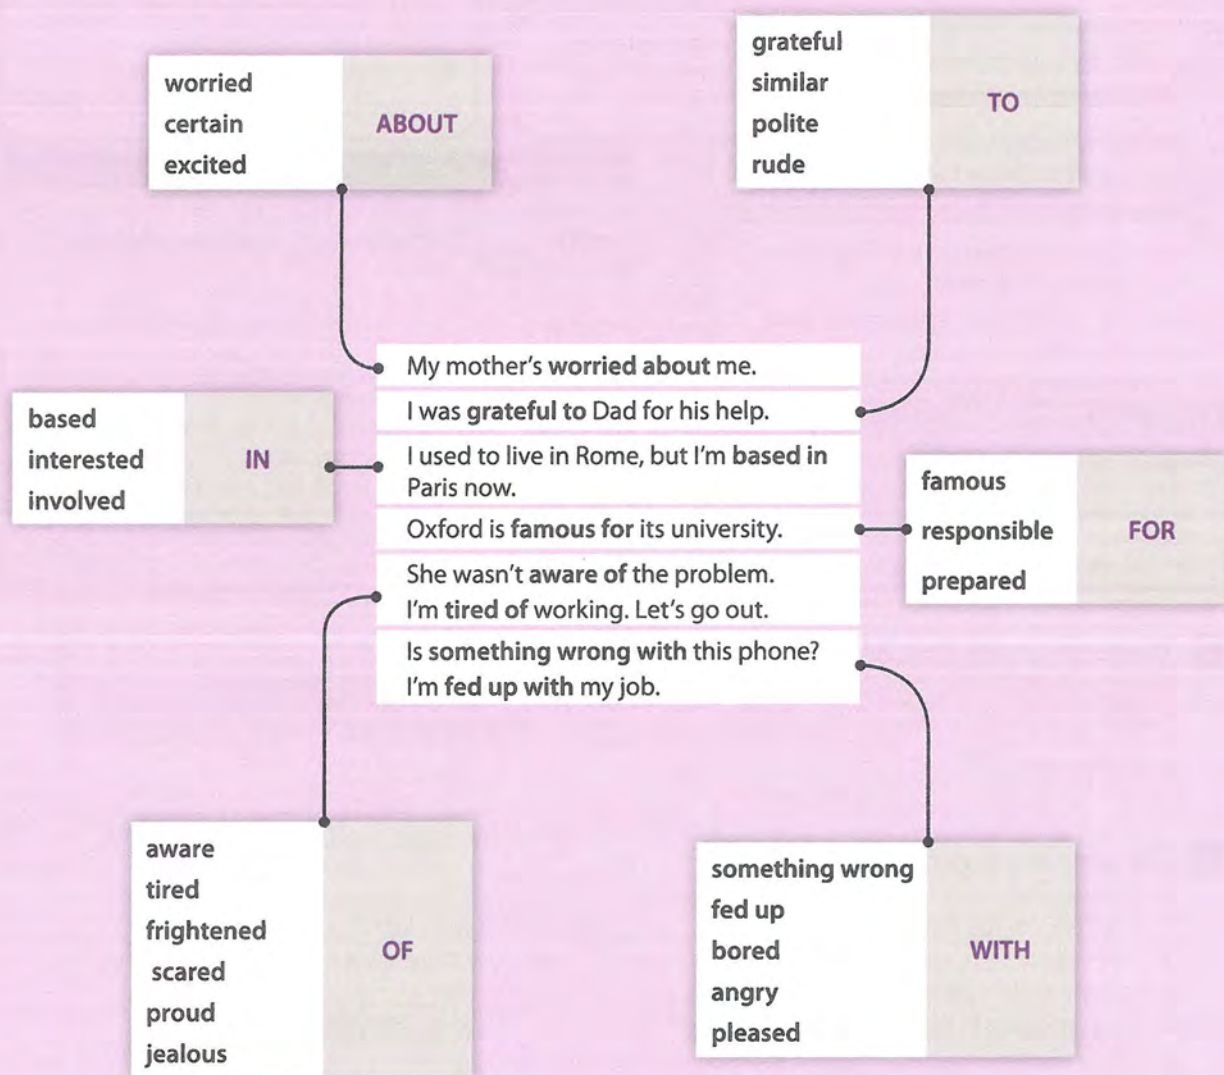 worried
certain
excited
ABOUT
grateful
similar
polite
rude
TO
My mother's worried about me.
I was grateful to Dad for his help.
based
interested
involved
IN
I used to live in Rome, but I'm based in
Paris now.
Oxford is famous for its university.
famous
responsible
prepared
FOR
She wasn't aware of the problem.
I'm tired of working. Let's go out.
Is something wrong with this phone?
I'm fed up with my job.
aware
tired
frightened
scared
proud
jealous
OF
something wrong
fed up
bored
angry
pleased
WITH